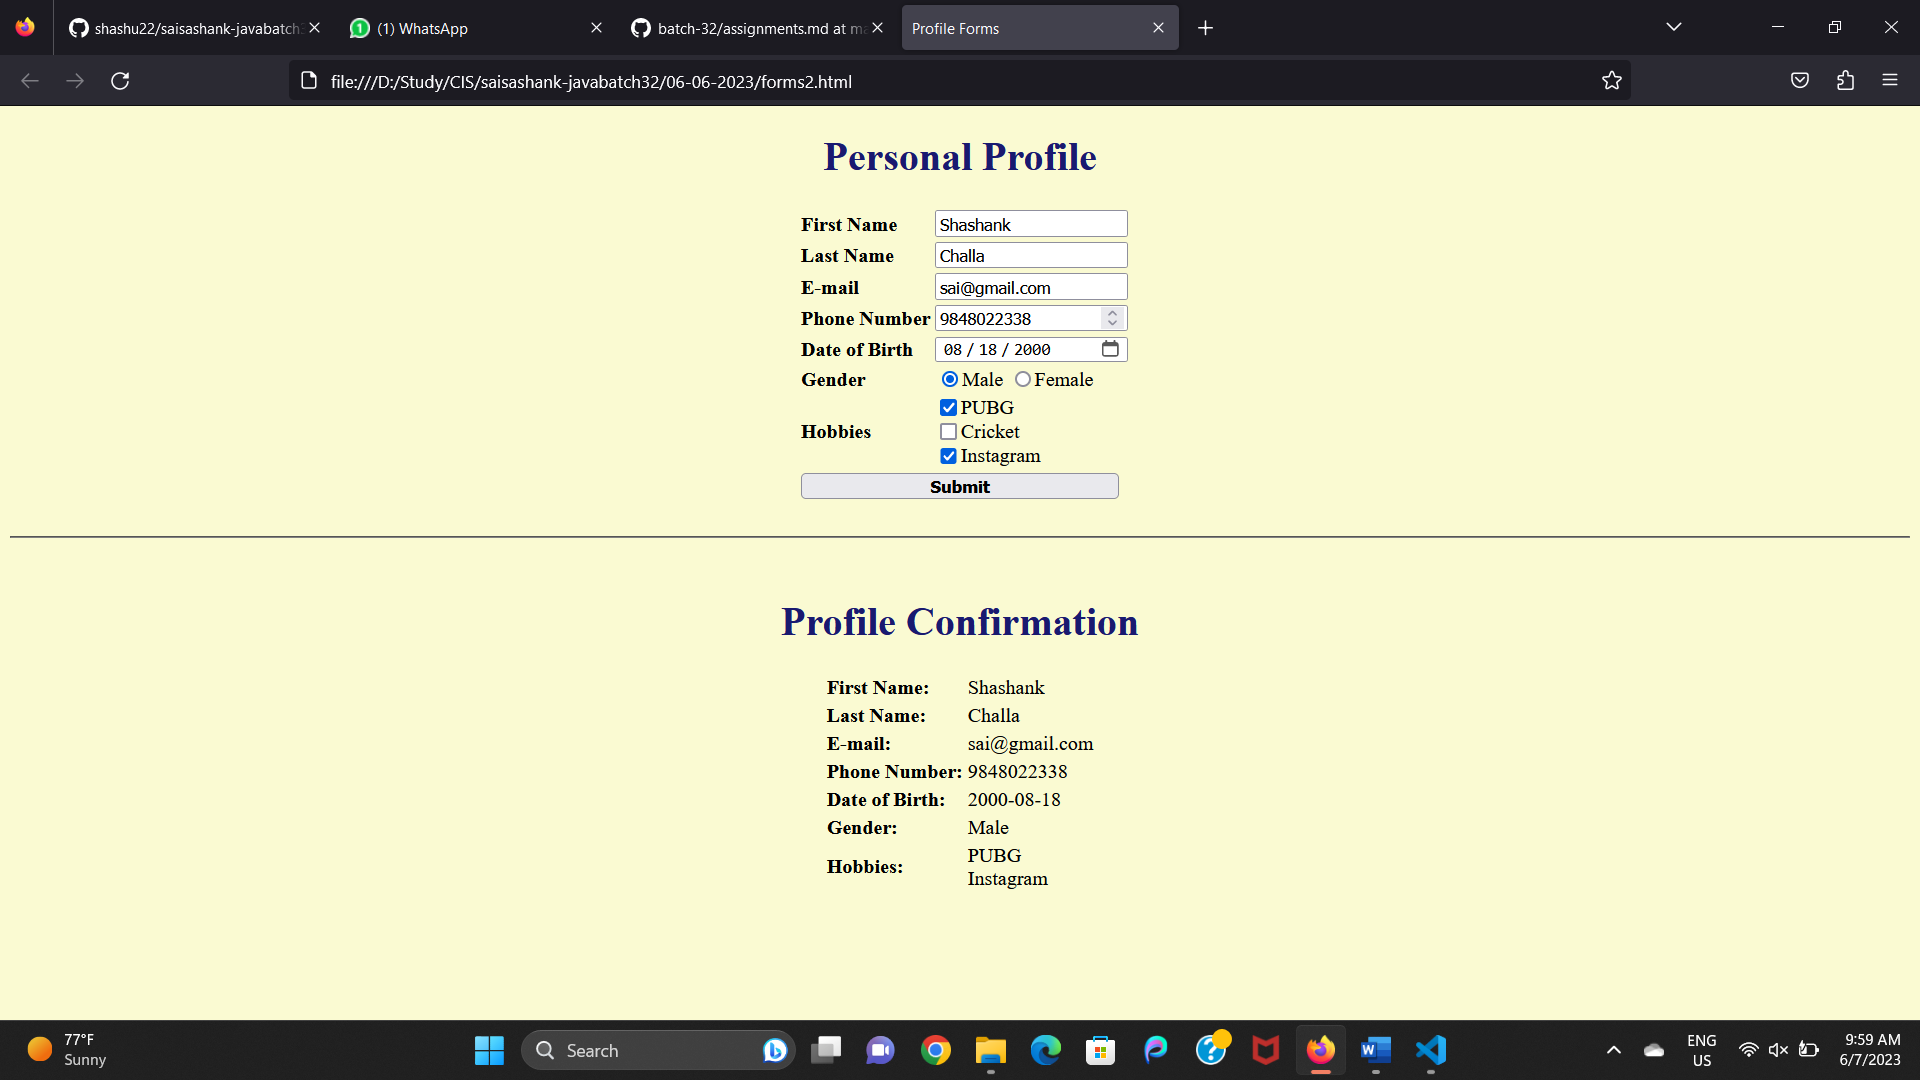 shashu22/saisashank-javabatch3
(1) WhatsApp
batch-32/assignments.md at ma
Profile Forms
file:///D:/Study/CIS/saisashank-javabatch32/06-06-2023/forms2.html
Personal Profile
First Name Shashank
Last Name Challa
E-mail sai@gmail.com
Phone Number 9848022338
Date of Birth 08 / 18 / 2000
Gender Male Female
PUBG
Hobbies Cricket
Instagram
Submit
Profile Confirmation
First Name: Shashank
Last Name: Challa
E-mail: sai@gmail.com
Phone Number: 9848022338
Date of Birth: 2000-08-18
Gender: Male
Hobbies: PUBG
Instagram
77°F
Sunny
Search
ENG
US
9:59 AM
6/7/2023